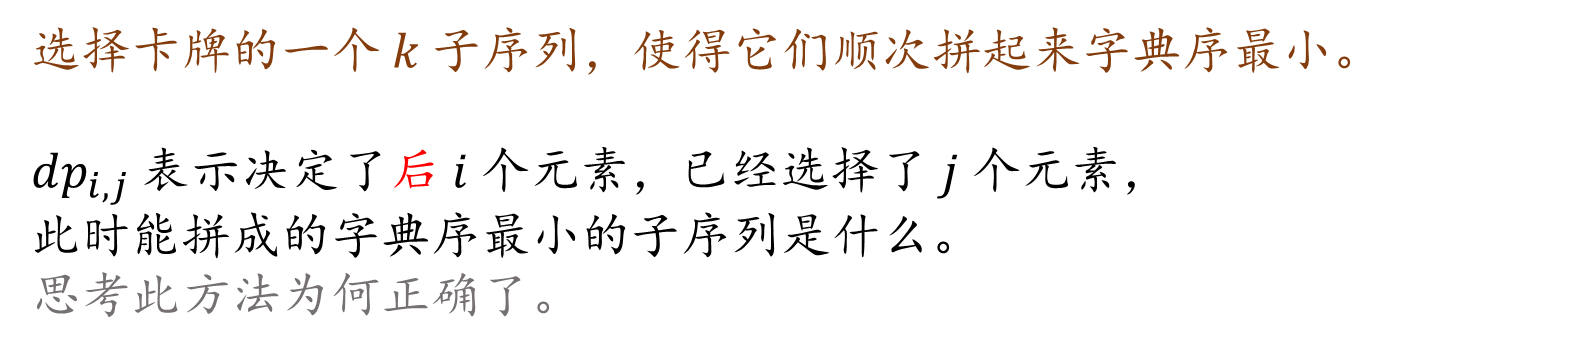 选择卡牌的一个 k 子序列，使得它们顺次拼起来字典序最小。
dp_{i,j} 表示决定了后 i 个元素，已经选择了 j 个元素，
此时能拼成的字典序最小的子序列是什么。
思考此方法为何正确了。